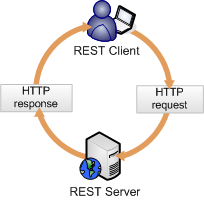 REST Client
HTTP
response
HTTP
request
REST Server